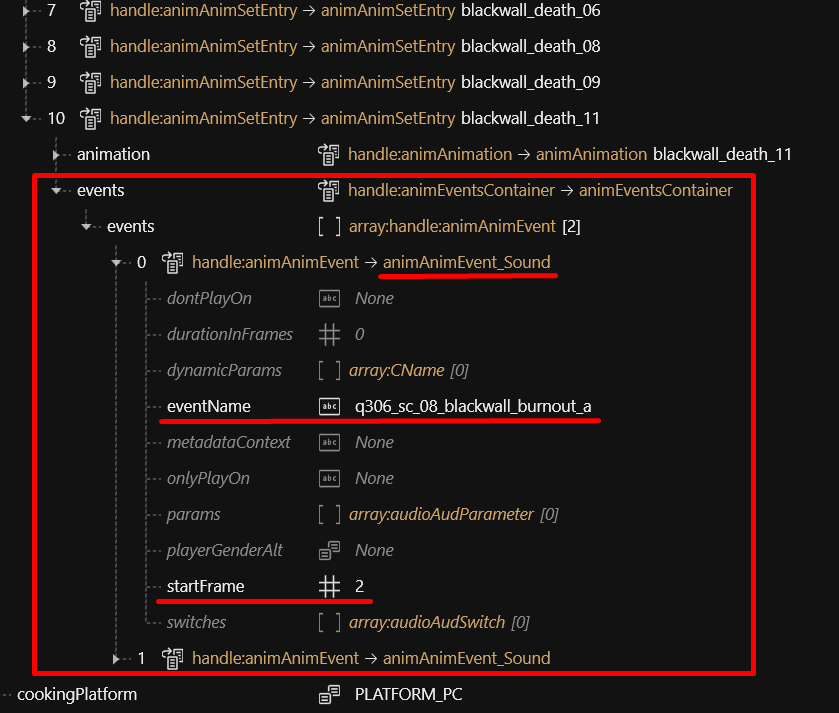 7 handle:animAnimSetEntry → animAnimSetEntry blackwall_death_06
8 handle:animAnimSetEntry → animAnimSetEntry blackwall_death_08
9 handle:animAnimSetEntry → animAnimSetEntry blackwall_death_09
10 handle:animAnimSetEntry → animAnimSetEntry blackwall_death_11
animation handle:animAnimation → animAnimation blackwall_death_11
events handle:animEventsContainer → animEventsContainer
events [ ] array:handle:animAnimEvent [2]
0 handle:animAnimEvent → animAnimEvent_Sound
dontPlayOn abc None
durationInFrames # 0
dynamicParams [ ] array:CName [0]
eventName abc q306_sc_08_blackwall_burnout_a
metadataContext abc None
onlyPlayOn abc None
params [ ] array:audioAudParameter [0]
playerGenderAlt None
startFrame # 2
switches [ ] array:audioAudSwitch [0]
1 handle:animAnimEvent → animAnimEvent_Sound
cookingPlatform PLATFORM_PC